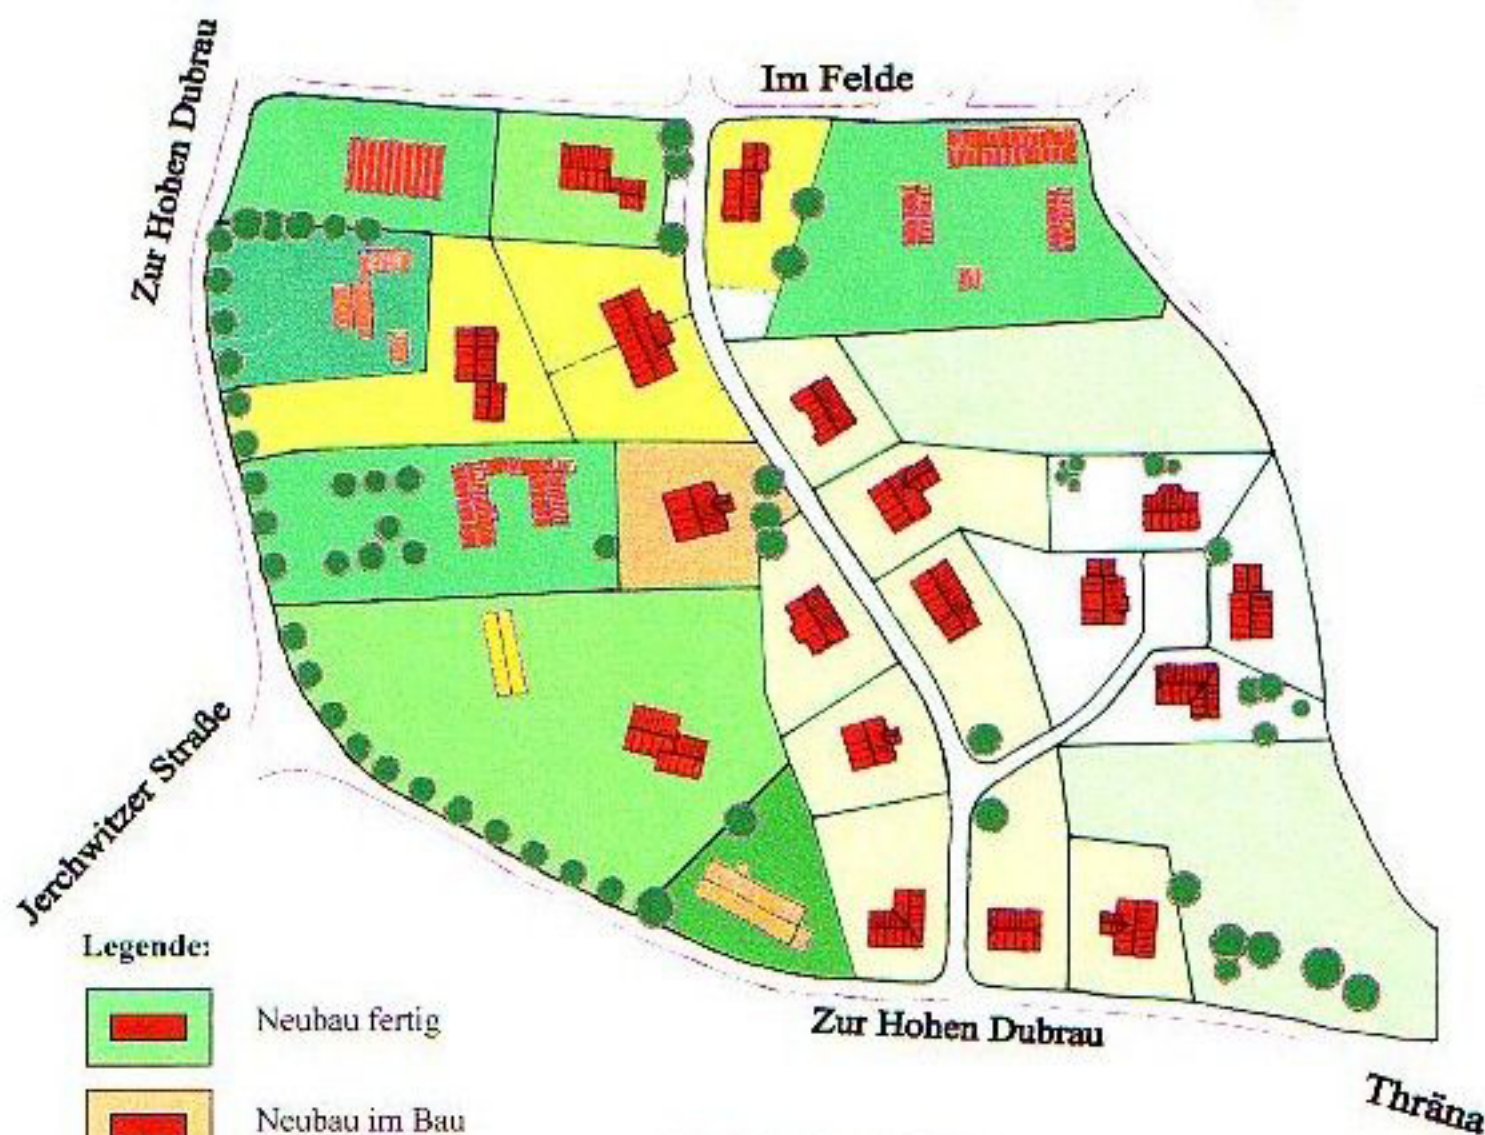 Im Felde
Zur Hohen Dubrau
Jerchwitzer Straße
Legende:
Neubau fertig
Neubau im Bau
Zur Hohen Dubrau
Thräna